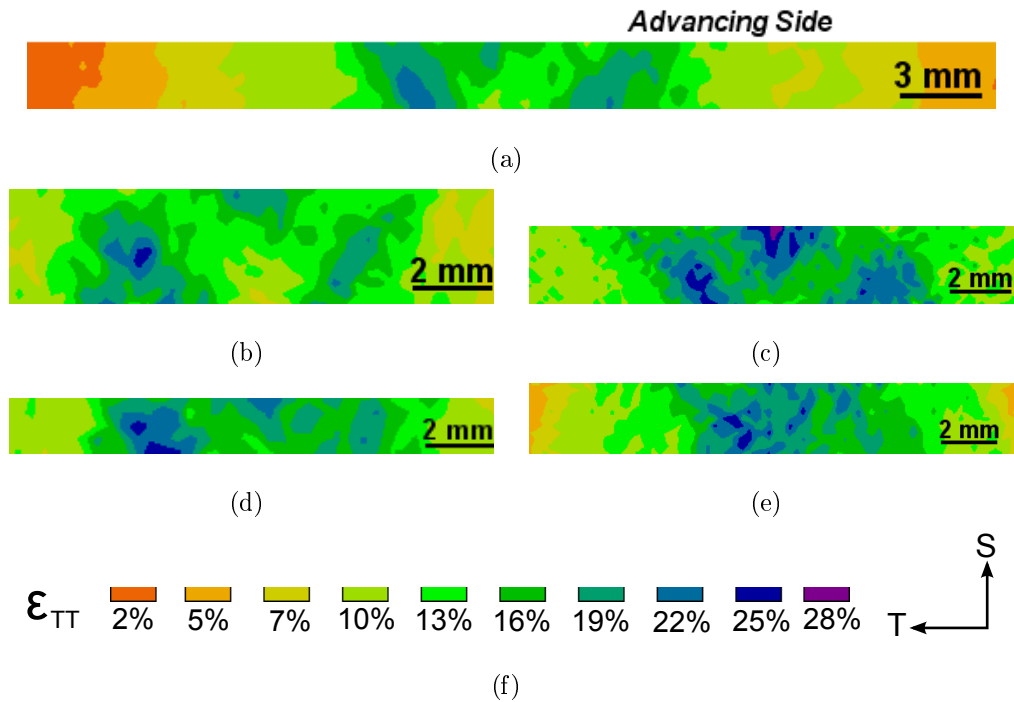 Advancing Side
3 mm
(a)
2 mm
(b)
2 mm
(c)
2 mm
(d)
2 mm
(e)
S
ε_TT 2% 5% 7% 10% 13% 16% 19% 22% 25% 28% T
(f)